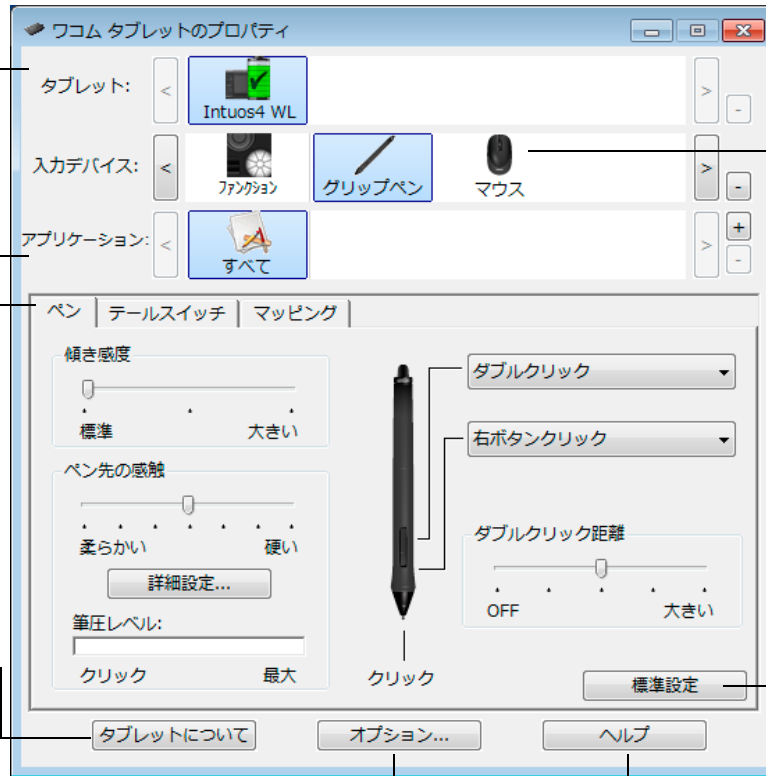 ワコム タブレットのプロパティ
タブレット:
Intuos4 WL
入力デバイス:
ファンクション
グリップペン
マウス
アプリケーション:
すべて
ペン
テールスイッチ
マッピング
傾き感度
標準
大きい
ペン先の感触
柔らかい
硬い
詳細設定...
筆圧レベル:
クリック
最大
クリック
ダブルクリック
右ボタンクリック
ダブルクリック距離
OFF
大きい
標準設定
タブレットについて
オプション...
ヘルプ